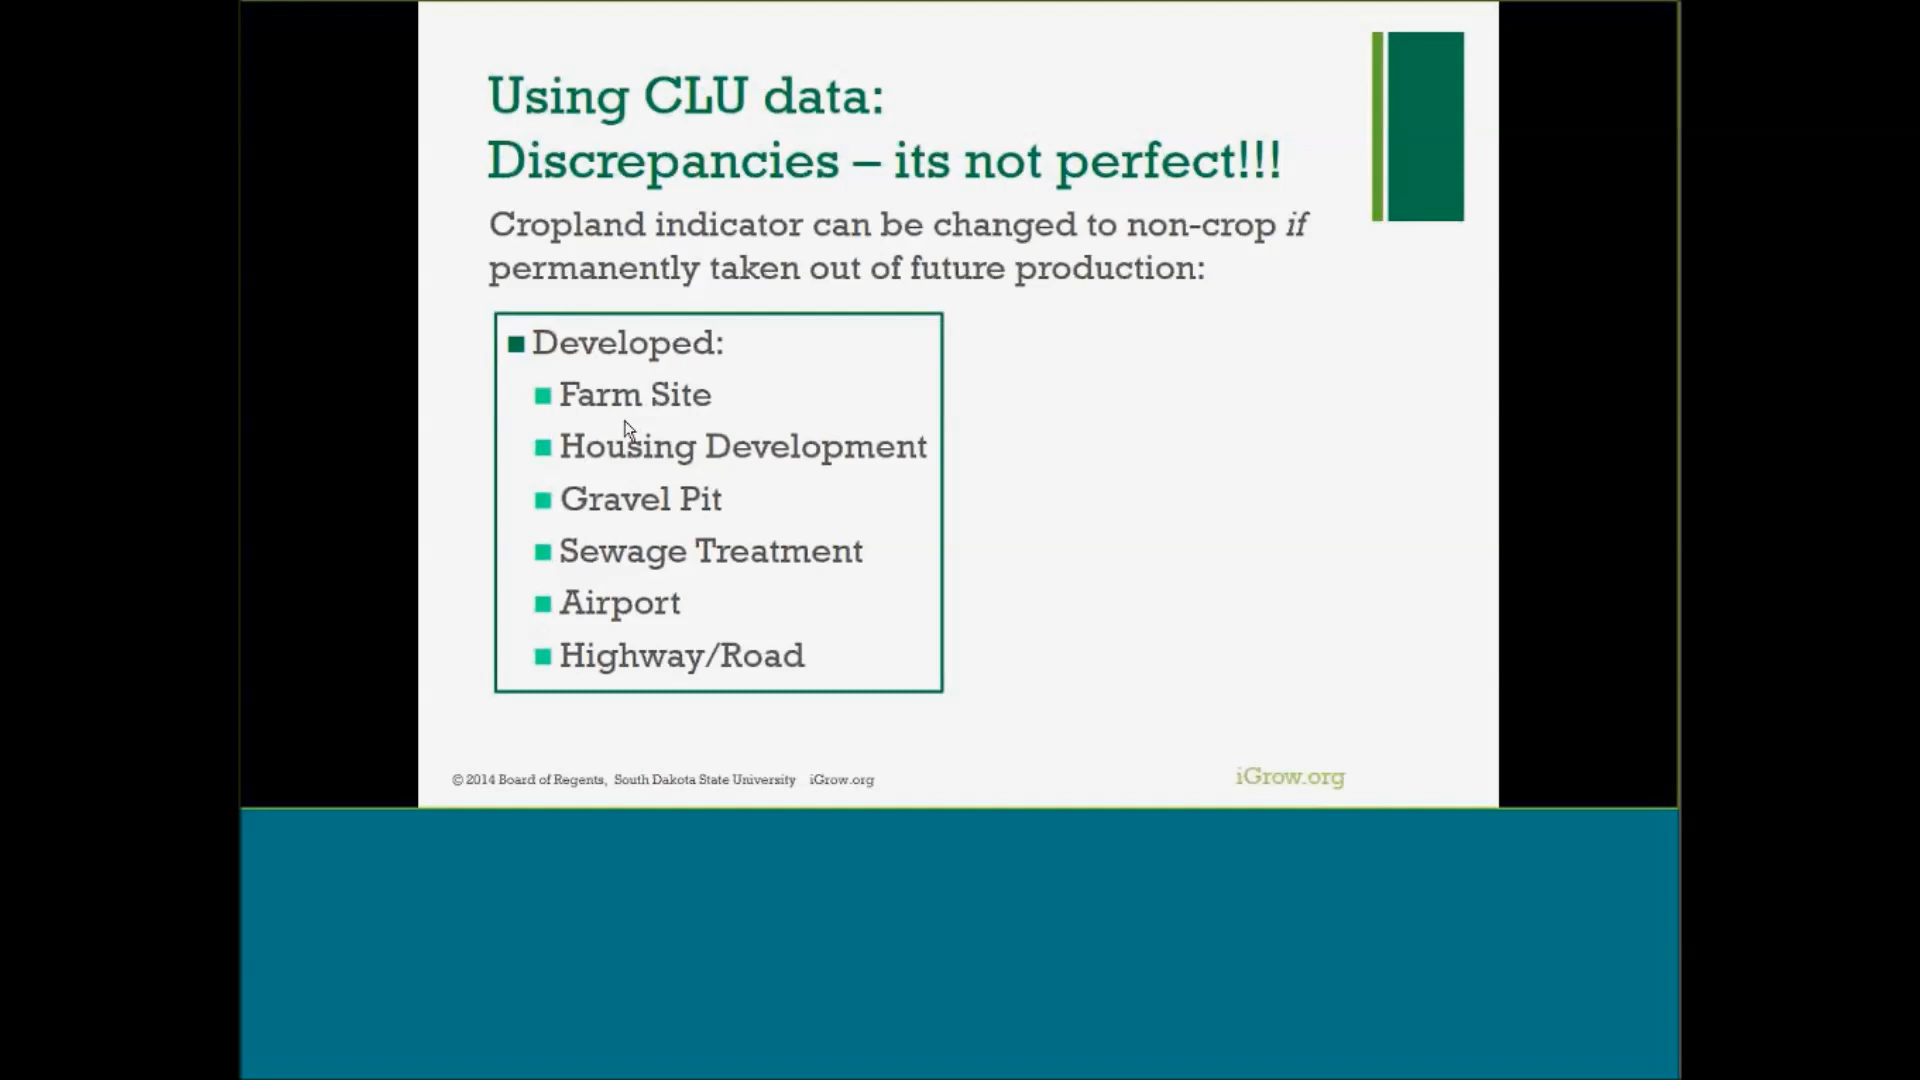 Using CLU data:
Discrepancies – its not perfect!!!
Cropland indicator can be changed to non-crop if
permanently taken out of future production:
Developed:
Farm Site
Housing Development
Gravel Pit
Sewage Treatment
Airport
Highway/Road
© 2014 Board of Regents, South Dakota State University iGrow.org
iGrow.org